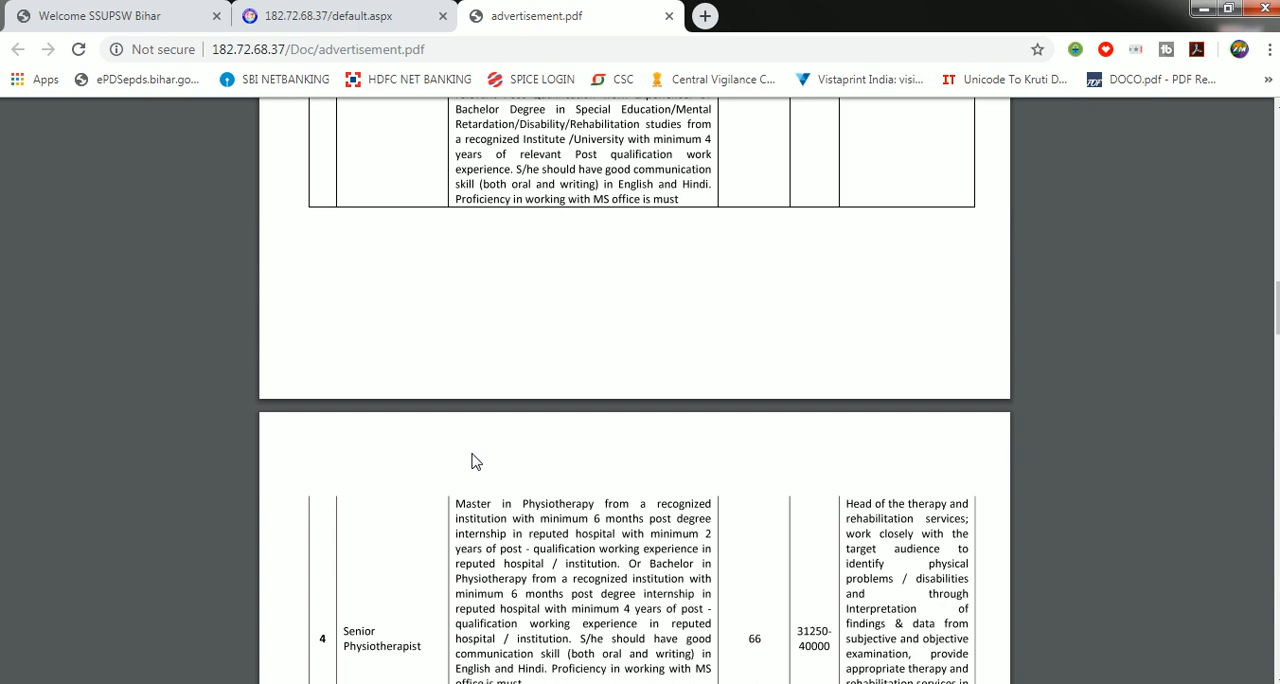 Welcome SSUPSW Bihar
182.72.68.37/default.aspx
advertisement.pdf
Not secure
182.72.68.37/Doc/advertisement.pdf
Apps
ePDSepds.bihar.go...
SBI NETBANKING
HDFC NET BANKING
SPICE LOGIN
CSC
Central Vigilance C...
Vistaprint India: visi...
IT Unicode To Kruti D...
DOCO.pdf - PDF Re...
»
Bachelor Degree in Special Education/Mental
Retardation/Disability/Rehabilitation studies from
a recognized Institute /University with minimum 4
years of relevant Post qualification work
experience. S/he should have good communication
skill (both oral and writing) in English and Hindi.
Proficiency in working with MS office is must
4
Senior
Physiotherapist
Master in Physiotherapy from a recognized
institution with minimum 6 months post degree
internship in reputed hospital with minimum 2
years of post - qualification working experience in
reputed hospital / institution. Or Bachelor in
Physiotherapy from a recognized institution with
minimum 6 months post degree internship in
reputed hospital with minimum 4 years of post -
qualification working experience in reputed
hospital / institution. S/he should have good
communication skill (both oral and writing) in
English and Hindi. Proficiency in working with MS
office is must
66
31250-
40000
Head of the therapy and
rehabilitation services;
work closely with the
target audience to
identify physical
problems / disabilities
and through
Interpretation of
findings & data from
subjective and objective
examination, provide
appropriate therapy and
rehabilitation services in